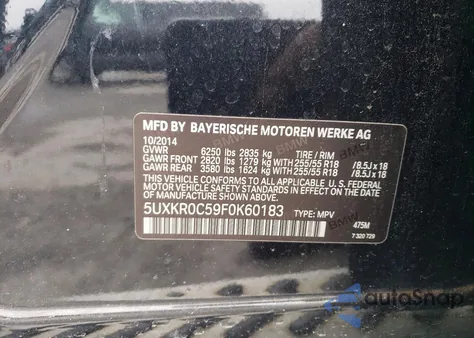 MFD BY BAYERISCHE MOTOREN WERKE AG
10/2014
GVWR 6250 lbs 2835 kg TIRE / RIM
GAWR FRONT 2820 lbs 1279 kg WITH 255/55 R18 / 8.5J x 18
GAWR REAR 3580 lbs 1624 kg WITH 255/55 R18 / 8.5J x 18
THIS VEHICLE CONFORMS TO ALL APPLICABLE U. S. FEDERAL
MOTOR VEHICLE SAFETY STANDARDS IN EFFECT ON
THE DATE OF MANUFACTURE SHOWN ABOVE.
5UXKR0C59F0K60183 TYPE: MPV 475M
7 320 729
autoSnap